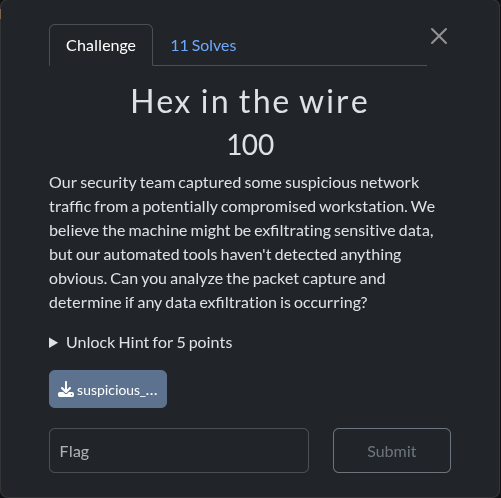 Challenge
11 Solves
Hex in the wire
100
Our security team captured some suspicious network
traffic from a potentially compromised workstation. We
believe the machine might be exfiltrating sensitive data,
but our automated tools haven't detected anything
obvious. Can you analyze the packet capture and
determine if any data exfiltration is occurring?
Unlock Hint for 5 points
suspicious_...
Flag
Submit